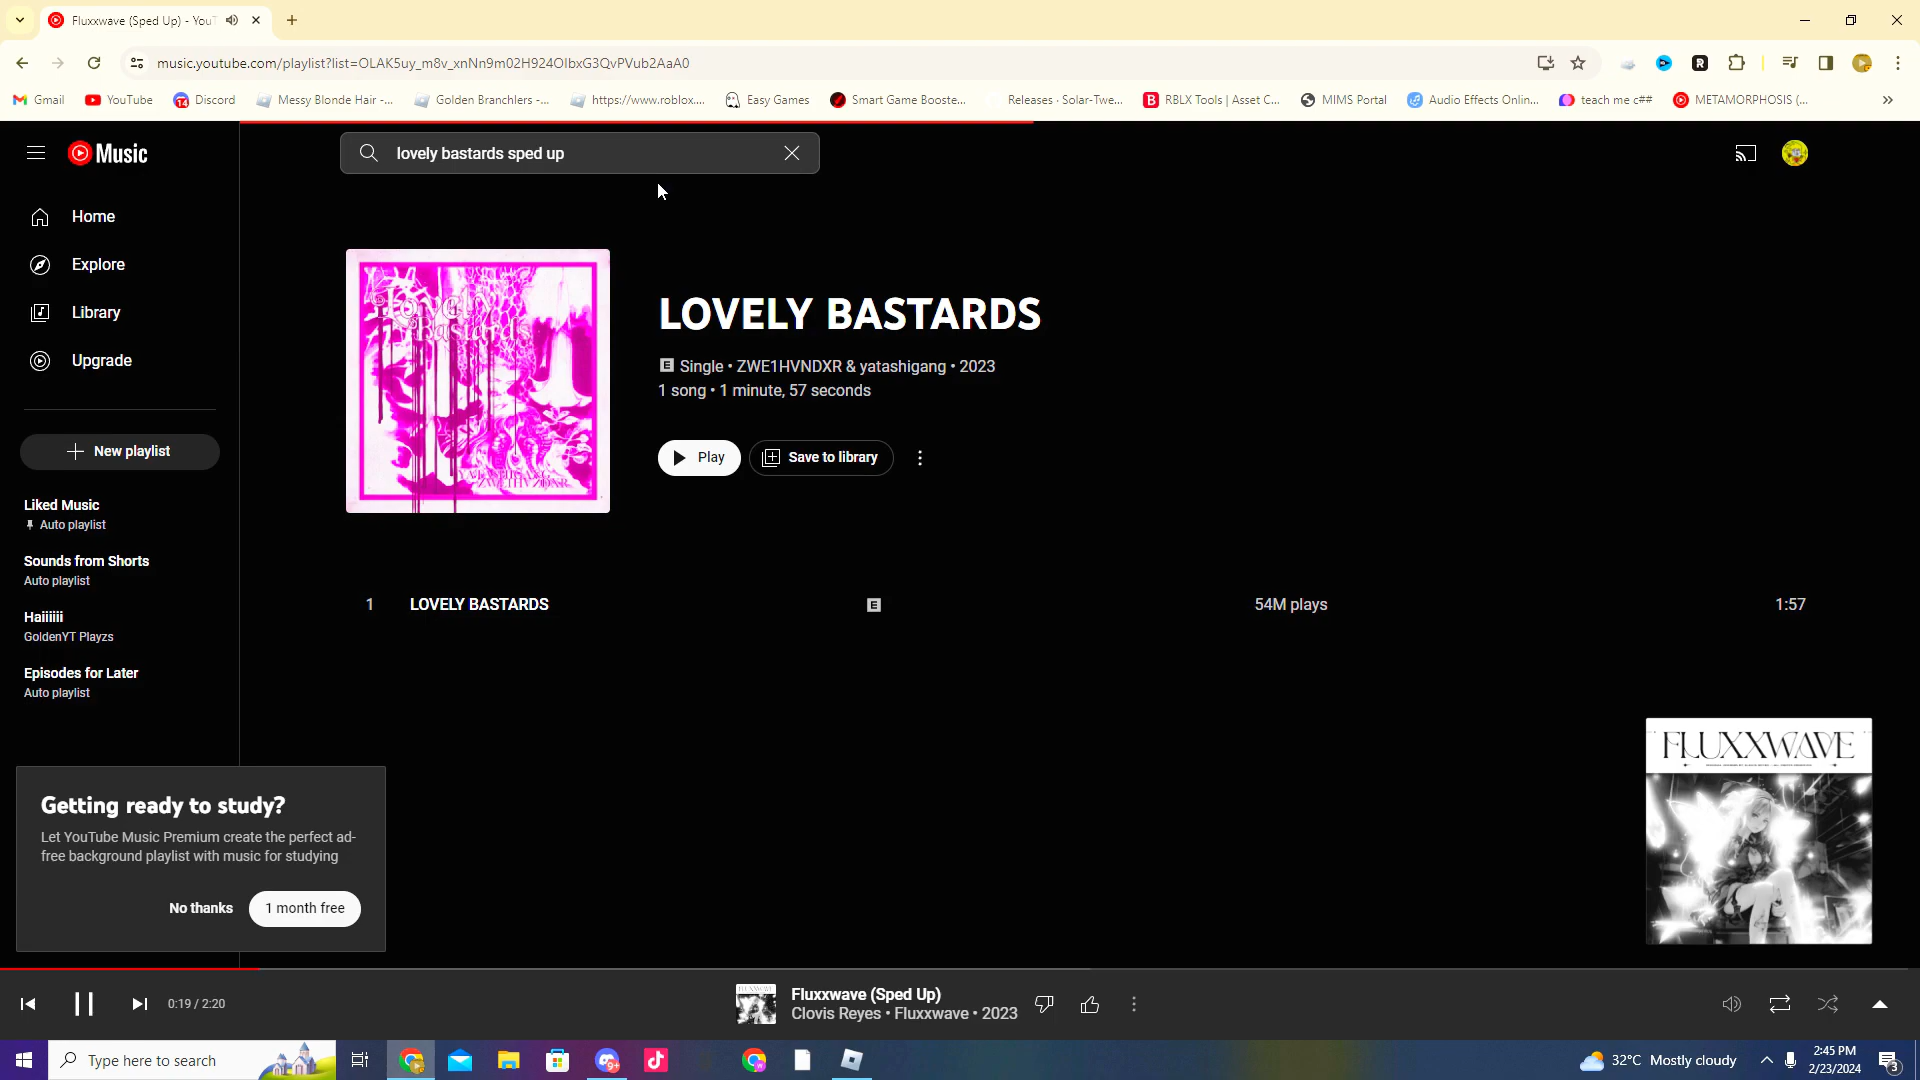 Fluxxwave (Sped Up) - YouT
music.youtube.com/playlist?list=OLAK5uy_m8v_xnNn9m02H924OIbxG3QvPVub2AaA0
Gmail
YouTube
Discord
Messy Blonde Hair -...
Golden Branchlers -...
https://www.roblox....
Easy Games
Smart Game Booste...
Releases · Solar-Twe...
RBLX Tools | Asset C...
MIMS Portal
Audio Effects Onlin...
teach me c##
METAMORPHOSIS (...
Music
lovely bastards sped up
Home
Explore
Library
Upgrade
New playlist
Liked Music
Auto playlist
Sounds from Shorts
Auto playlist
Haiiiiii
GoldenYT Playzs
Episodes for Later
Auto playlist
Lovely
Bastards
YATASHIGANG
ZWE1HVNDXR
LOVELY BASTARDS
E Single • ZWE1HVNDXR & yatashigang • 2023
1 song • 1 minute, 57 seconds
Play
Save to library
1 LOVELY BASTARDS E 54M plays 1:57
FLUXXWAVE
Getting ready to study?
Let YouTube Music Premium create the perfect ad-
free background playlist with music for studying
No thanks
1 month free
0:19 / 2:20
Fluxxwave (Sped Up)
Clovis Reyes • Fluxxwave • 2023
Type here to search
32°C Mostly cloudy
2:45 PM
2/23/2024
3